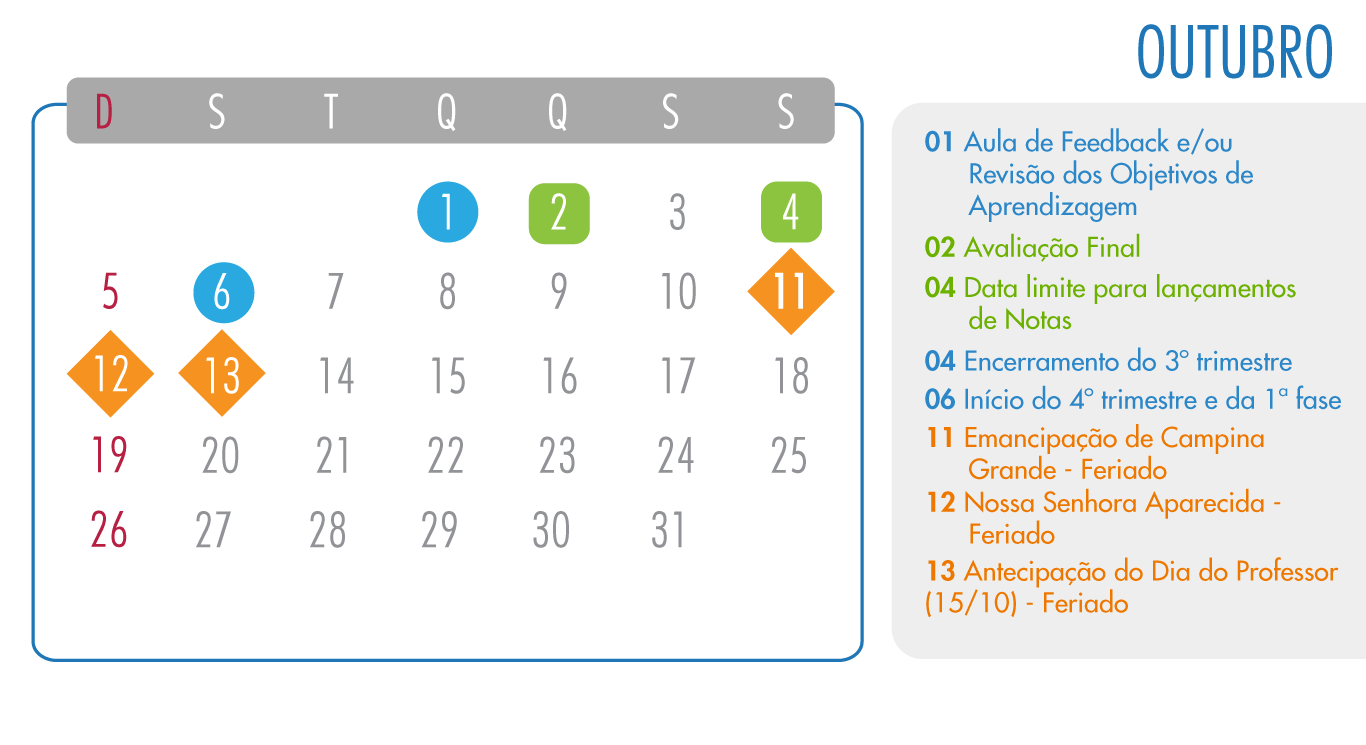 OUTUBRO
D S T Q Q S S
1 2 3 4
5 6 7 8 9 10 11
12 13 14 15 16 17 18
19 20 21 22 23 24 25
26 27 28 29 30 31
01 Aula de Feedback e/ou
Revisão dos Objetivos de
Aprendizagem
02 Avaliação Final
04 Data limite para lançamentos
de Notas
04 Encerramento do 3º trimestre
06 Início do 4º trimestre e da 1ª fase
11 Emancipação de Campina
Grande - Feriado
12 Nossa Senhora Aparecida -
Feriado
13 Antecipação do Dia do Professor
(15/10) - Feriado